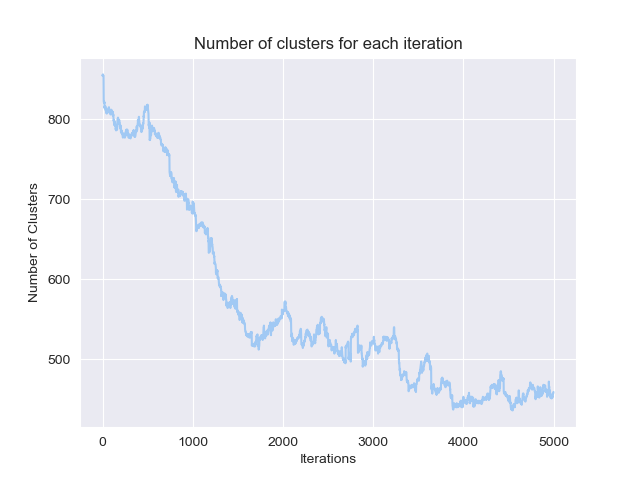 Number of clusters for each iteration
800
700
600
500
Number of Clusters
0 1000 2000 3000 4000 5000
Iterations